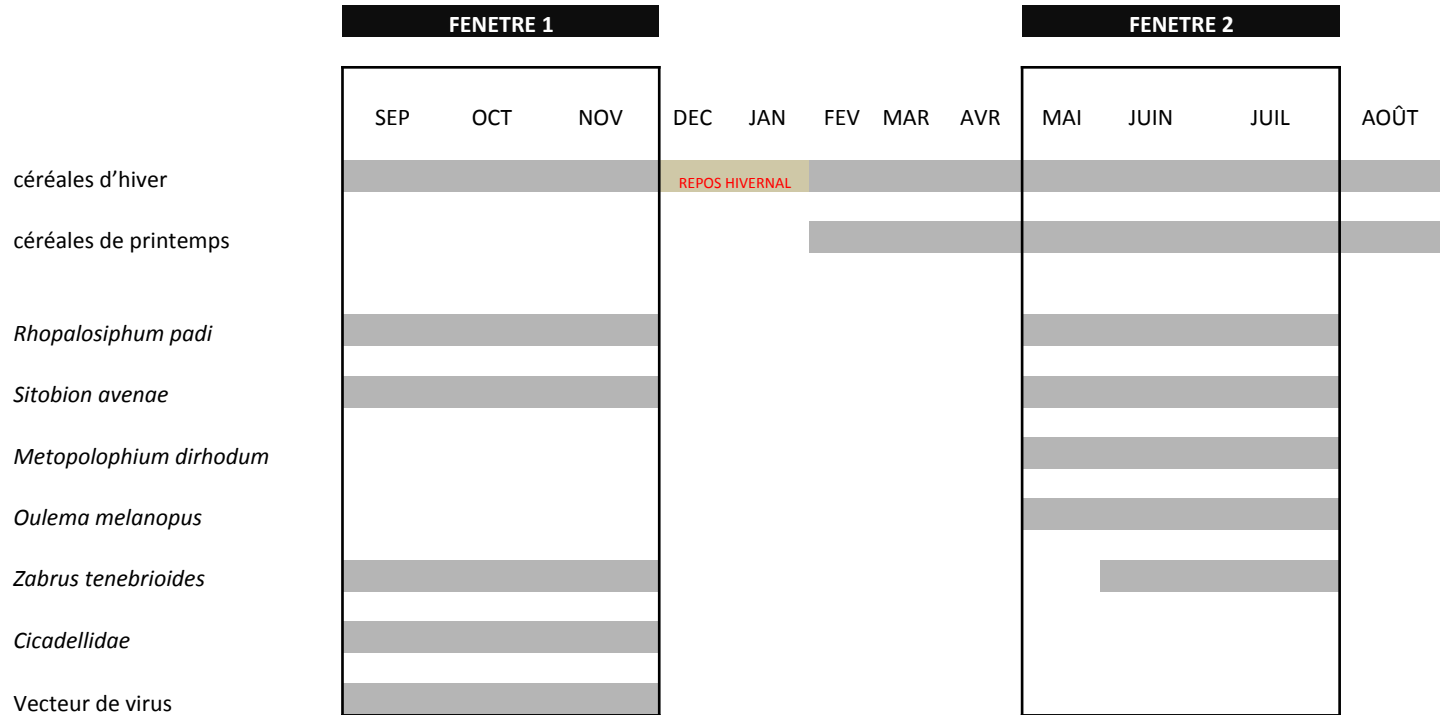 FENETRE 1 FENETRE 2
SEP OCT NOV DEC JAN FEV MAR AVR MAI JUIN JUIL AOÛT
céréales d’hiver
REPOS HIVERNAL
céréales de printemps
Rhopalosiphum padi
Sitobion avenae
Metopolophium dirhodum
Oulema melanopus
Zabrus tenebrioides
Cicadellidae
Vecteur de virus